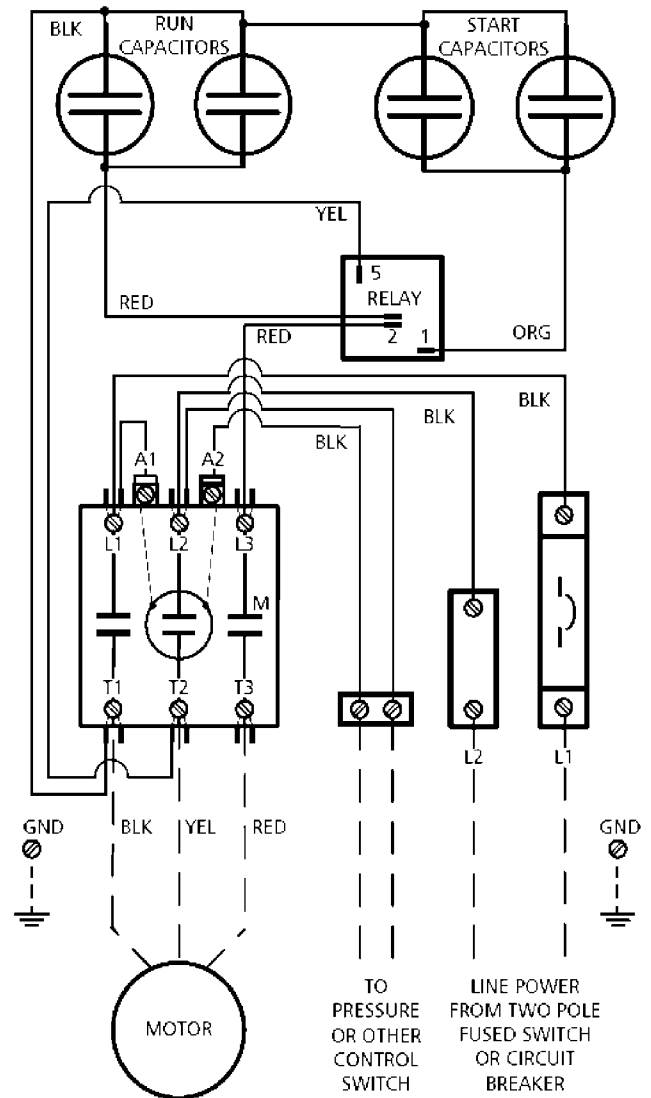 BLK
RUN
CAPACITORS
START
CAPACITORS
YEL
5
RELAY
2
1
RED
RED
ORG
BLK
BLK
BLK
A1
A2
L1
L2
L3
M
T1
T2
T3
L2
L1
GND
BLK
YEL
RED
GND
MOTOR
TO
PRESSURE
OR OTHER
CONTROL
SWITCH
LINE POWER
FROM TWO POLE
FUSED SWITCH
OR CIRCUIT
BREAKER